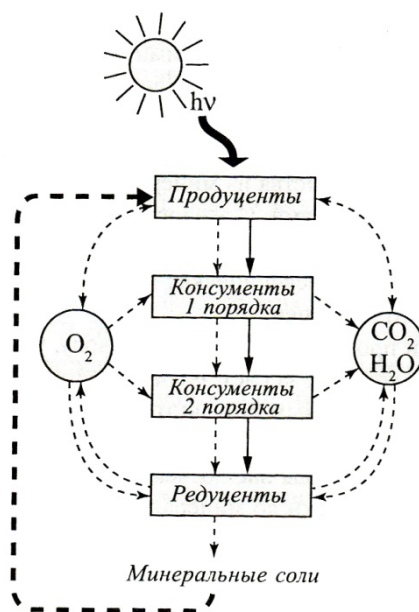 hν
Продуценты
Консументы
1 порядка
O₂
CO₂
H₂O
Консументы
2 порядка
Редуценты
Минеральные соли